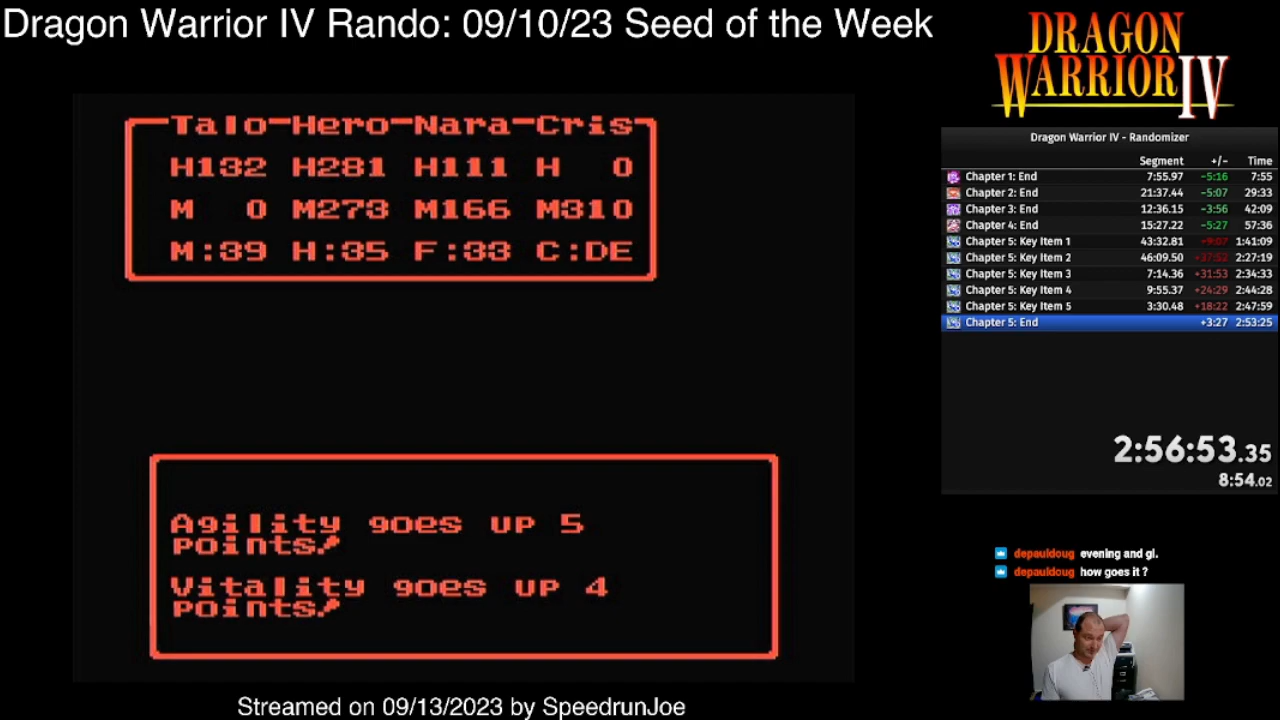 Dragon Warrior IV Rando: 09/10/23 Seed of the Week
DRAGON
WARRIOR IV
Talo Hero Nara Cris
H132 H281 H111 H 0
M 0 M273 M166 M310
M:39 H:35 F:33 C:DE
Agility goes up 5
points!
Vitality goes up 4
points!
Dragon Warrior IV - Randomizer
Segment +/- Time
Chapter 1: End 7:55.97 −5:16 7:55
Chapter 2: End 21:37.44 −5:07 29:33
Chapter 3: End 12:36.15 −3:56 42:09
Chapter 4: End 15:27.22 −5:27 57:36
Chapter 5: Key Item 1 43:32.81 +9:07 1:41:09
Chapter 5: Key Item 2 46:09.50 +37:52 2:27:19
Chapter 5: Key Item 3 7:14.36 +31:53 2:34:33
Chapter 5: Key Item 4 9:55.37 +24:29 2:44:28
Chapter 5: Key Item 5 3:30.48 +18:22 2:47:59
Chapter 5: End +3:27 2:53:25
2:56:53.35
8:54.02
depauldoug evening and gl.
depauldoug how goes it ?
Streamed on 09/13/2023 by SpeedrunJoe